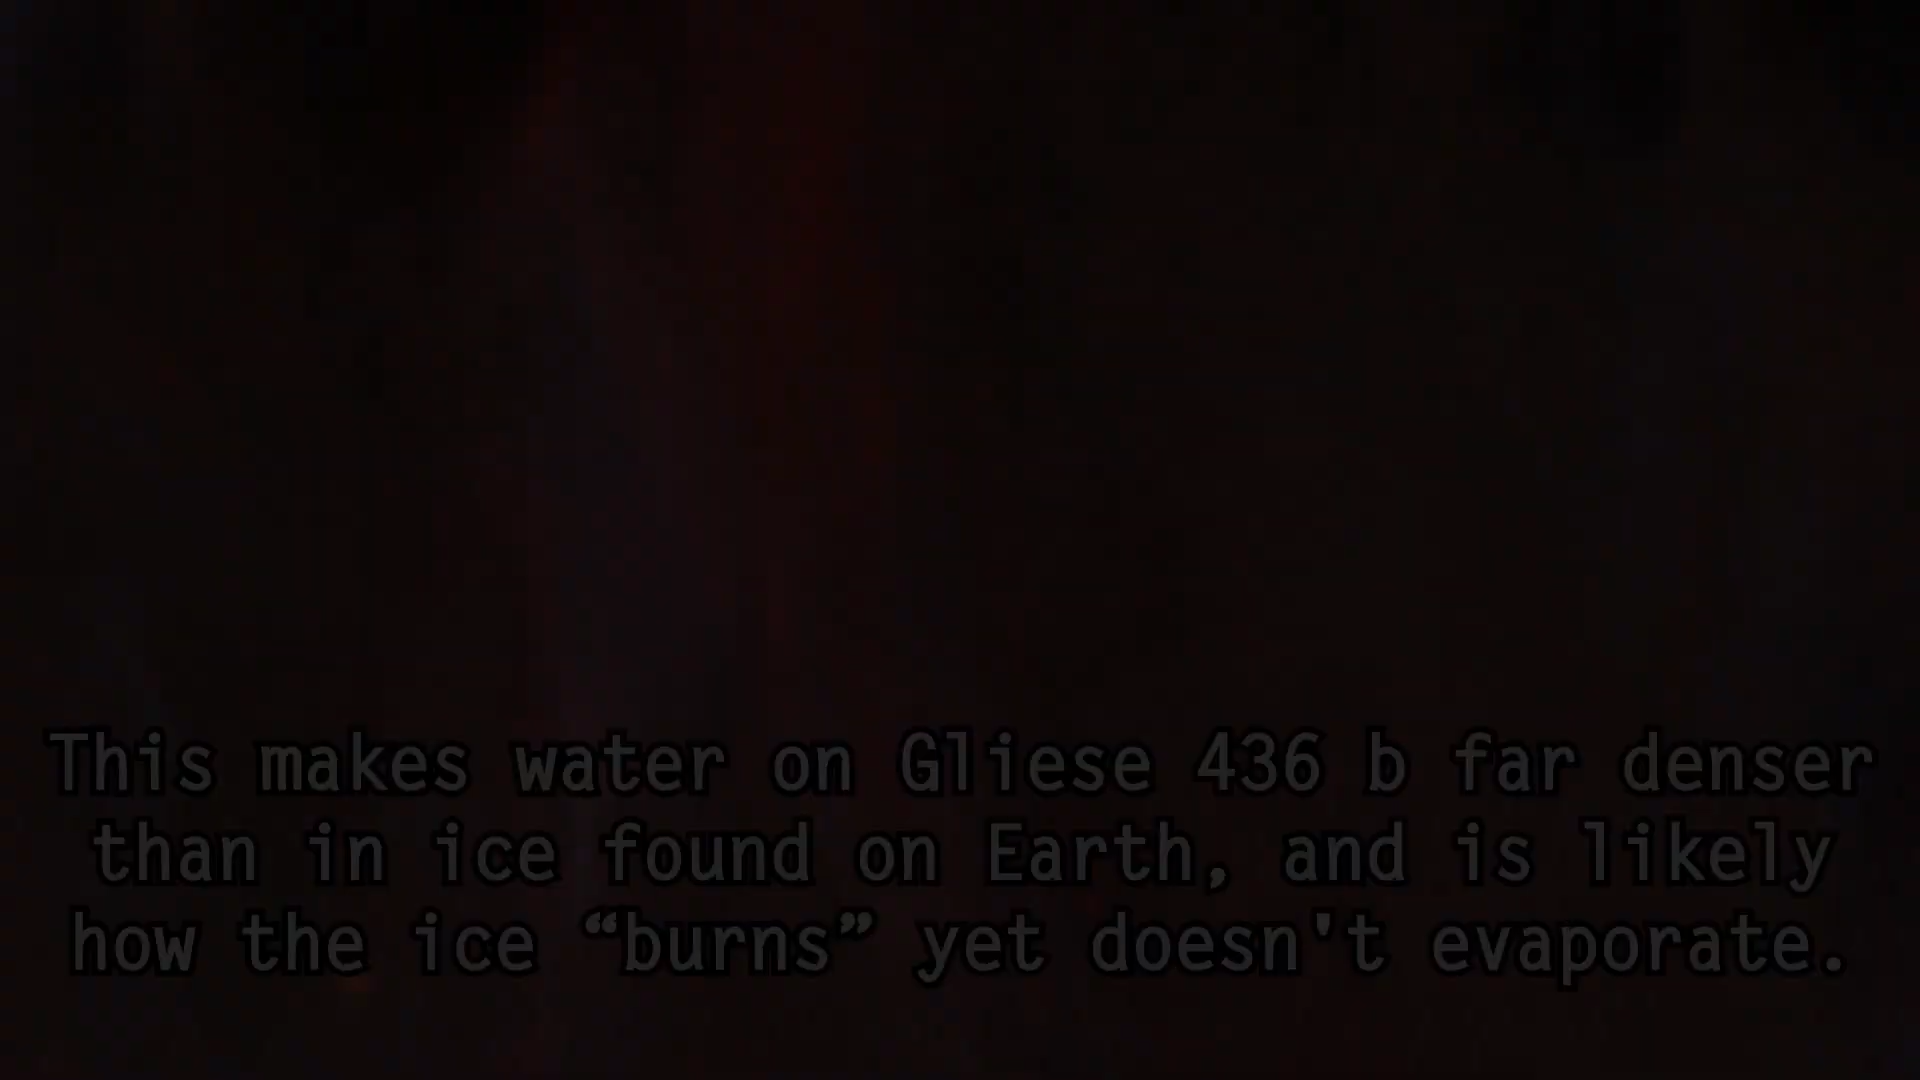 This makes water on Gliese 436 b far denser
than in ice found on Earth, and is likely
how the ice “burns” yet doesn't evaporate.